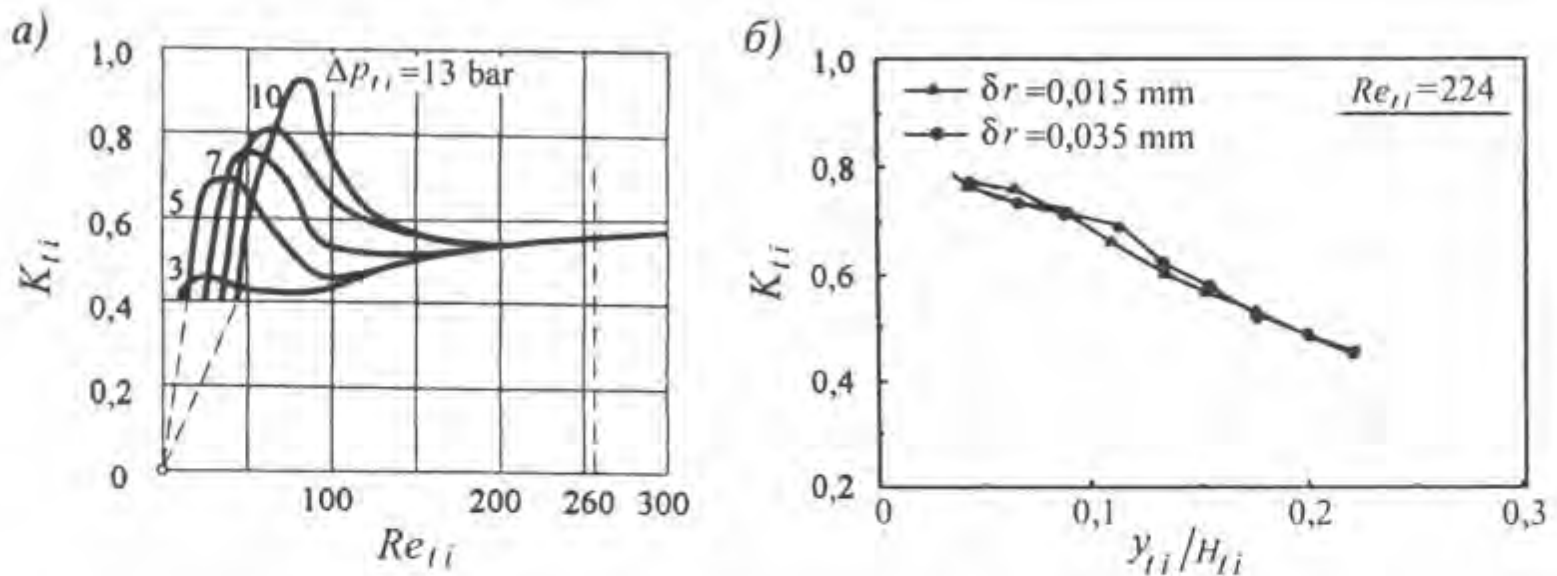 а)
1,0
0,8
0,6
0,4
0,2
0
K_{ti}
Δp_{ti}=13 bar
10
7
5
3
100
200
260
300
Re_{ti}
б)
1,0
0,8
0,6
0,4
0,2
K_{ti}
δr=0,015 mm
δr=0,035 mm
Re_{ti}=224
0
0,1
0,2
0,3
y_{ti}/H_{ti}